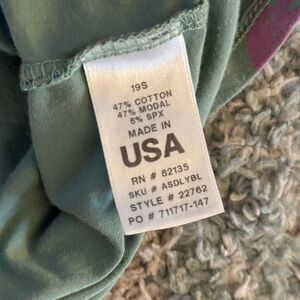 19S
47% COTTON
47% MODAL
6% SPX
MADE IN
USA
RN # 82135
SKU # ASDLYBL
STYLE # 22762
PO # 711717-147